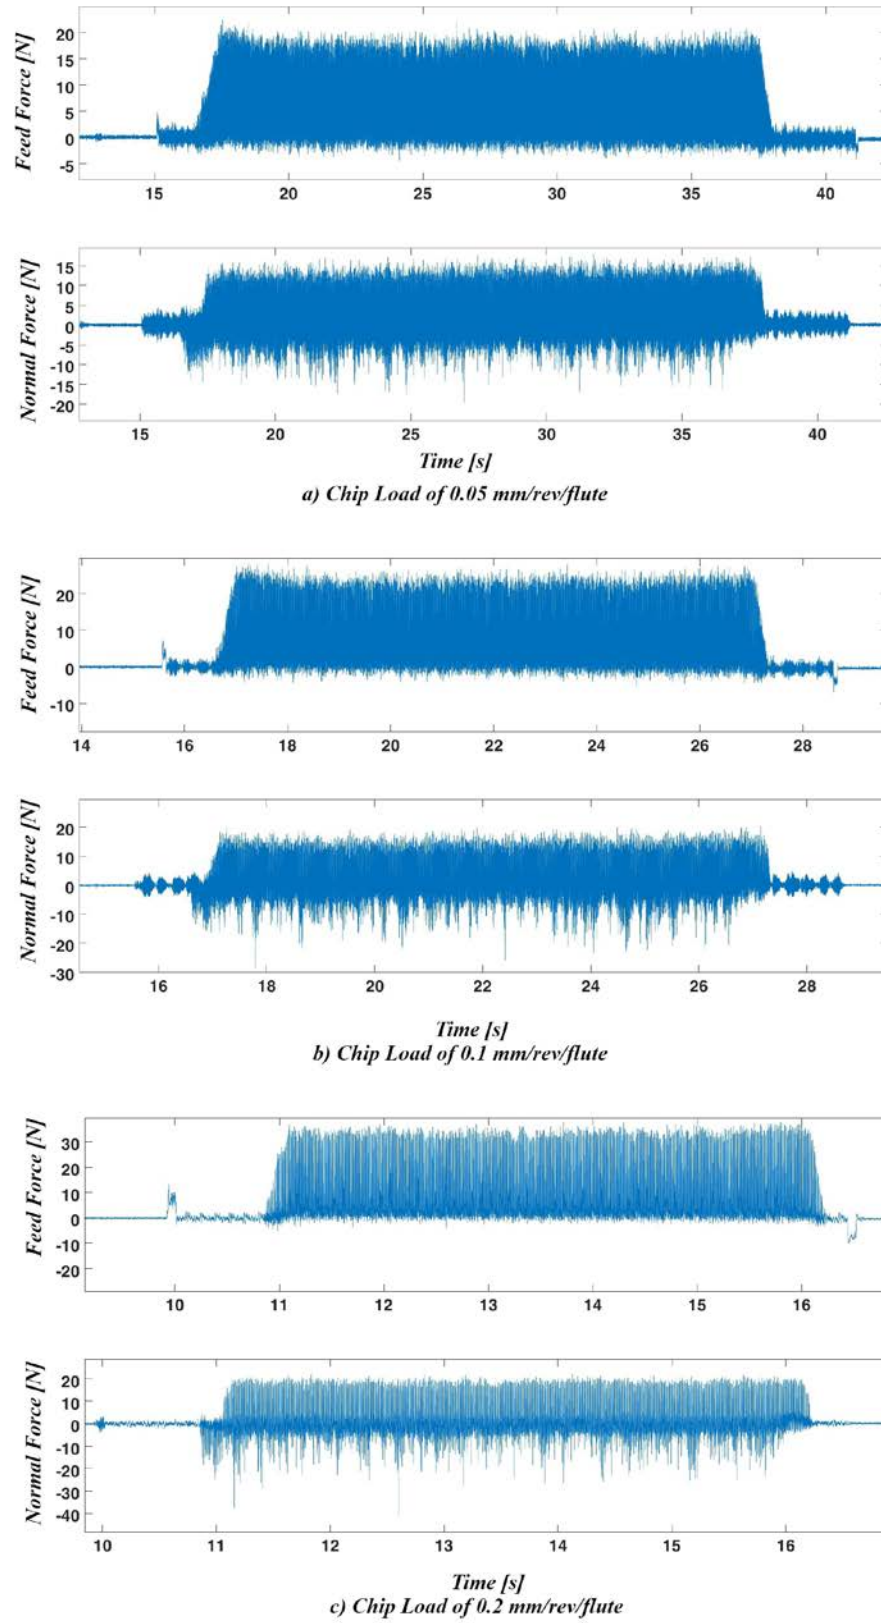 Feed Force [N]
20
15
10
5
0
-5
15 20 25 30 35 40
Normal Force [N]
15
10
5
0
-5
-10
-15
-20
15 20 25 30 35 40
Time [s]
a) Chip Load of 0.05 mm/rev/flute
Feed Force [N]
20
10
0
-10
14 16 18 20 22 24 26 28
Normal Force [N]
20
10
0
-10
-20
-30
16 18 20 22 24 26 28
Time [s]
b) Chip Load of 0.1 mm/rev/flute
Feed Force [N]
30
20
10
0
-10
-20
10 11 12 13 14 15 16
Normal Force [N]
20
10
0
-10
-20
-30
-40
10 11 12 13 14 15 16
Time [s]
c) Chip Load of 0.2 mm/rev/flute